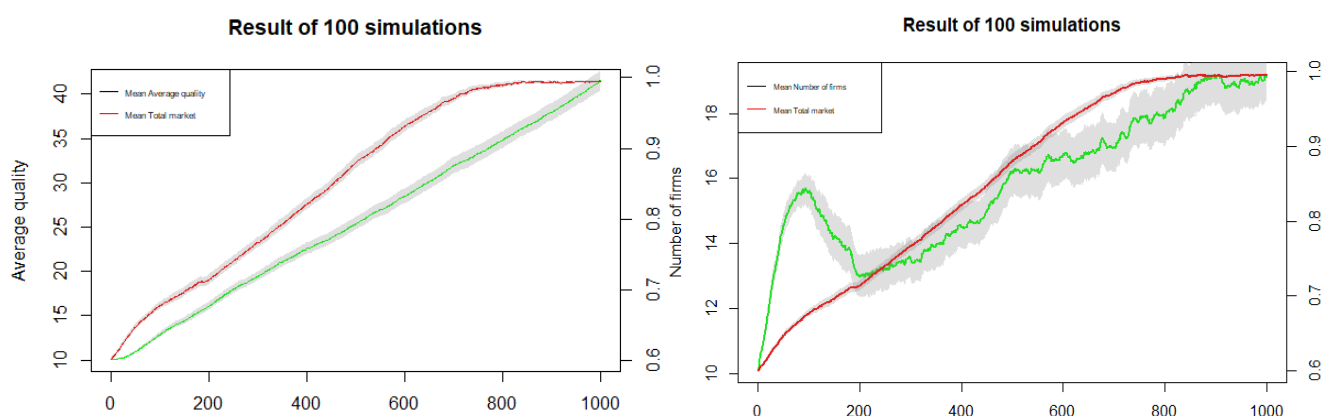 Result of 100 simulations
Mean Average quality
Mean Total market
Average quality
10 15 20 25 30 35 40
0.6 0.7 0.8 0.9 1.0
0 200 400 600 800 1000
Result of 100 simulations
Mean Number of firms
Mean Total market
Number of firms
10 12 14 16 18
0.6 0.7 0.8 0.9 1.0
0 200 400 600 800 1000